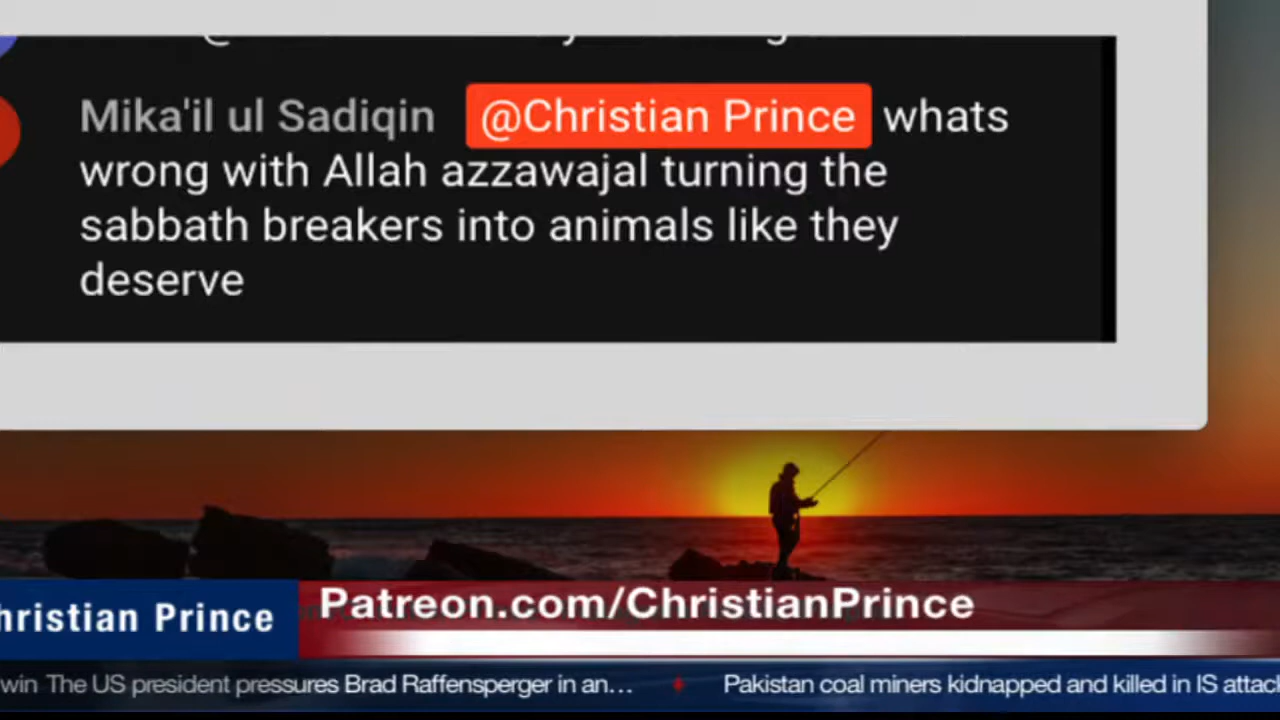 Mika'il ul Sadiqin @Christian Prince whats
wrong with Allah azzawajal turning the
sabbath breakers into animals like they
deserve
Patreon.com/ChristianPrince
hristian Prince
win The US president pressures Brad Raffensperger in an... Pakistan coal miners kidnapped and killed in IS attac